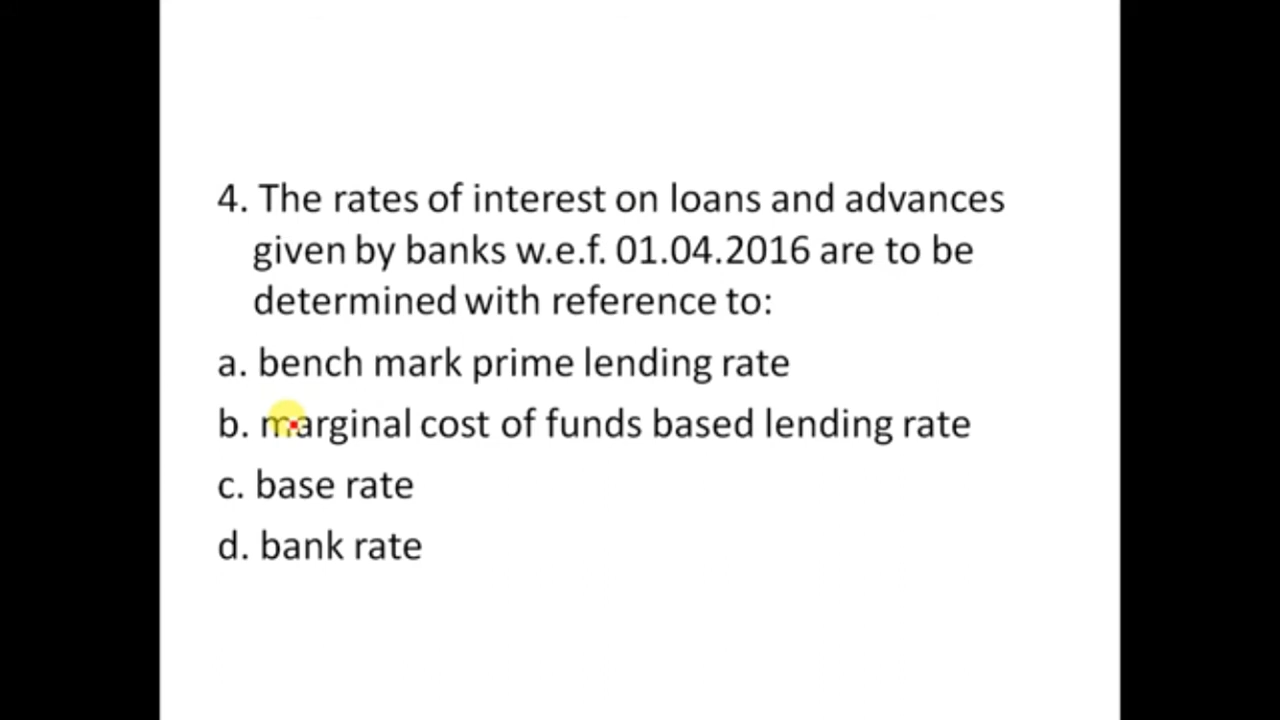 4. The rates of interest on loans and advances
given by banks w.e.f. 01.04.2016 are to be
determined with reference to:
a. bench mark prime lending rate
b. marginal cost of funds based lending rate
c. base rate
d. bank rate